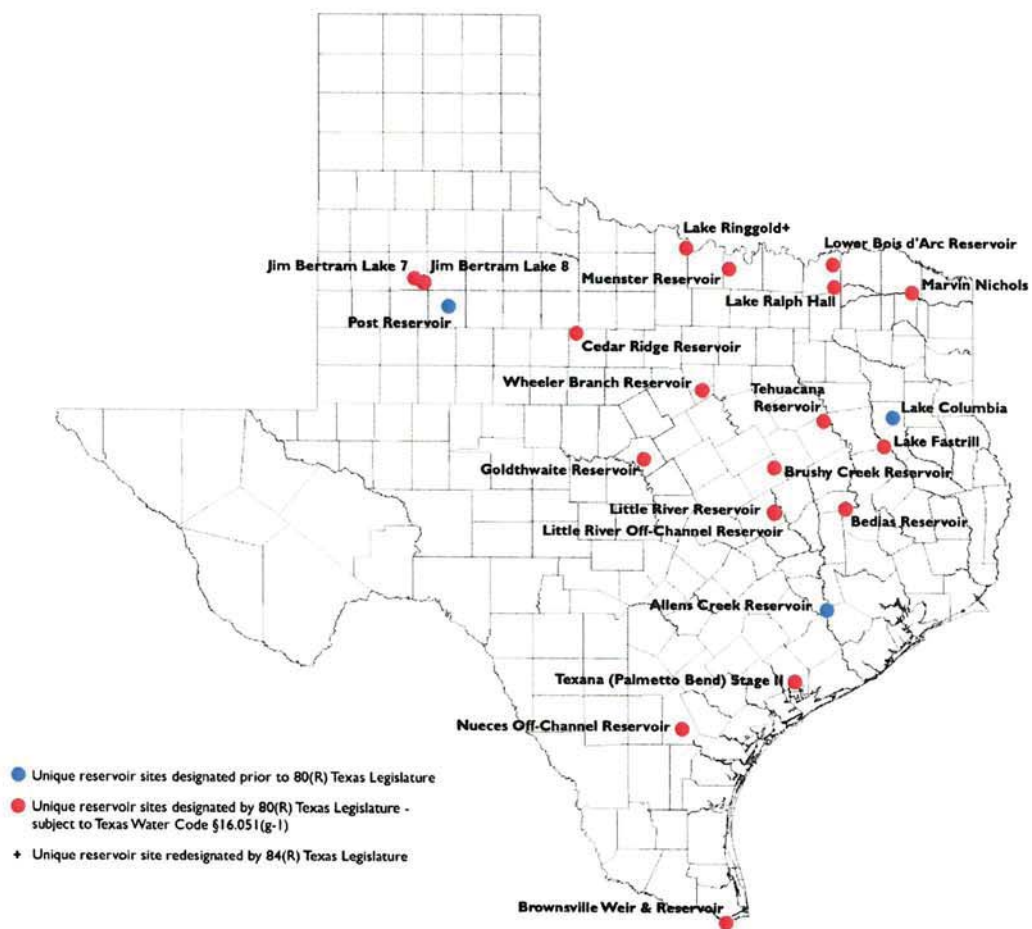 Lake Ringgold+
Lower Bois d'Arc Reservoir
Jim Bertram Lake 7
Jim Bertram Lake 8
Muenster Reservoir
Marvin Nichols
Lake Ralph Hall
Post Reservoir
Cedar Ridge Reservoir
Wheeler Branch Reservoir
Tehuacana
Reservoir
Lake Columbia
Lake Fastrill
Goldthwaite Reservoir
Brushy Creek Reservoir
Little River Reservoir
Bedias Reservoir
Little River Off-Channel Reservoir
Allens Creek Reservoir
Texana (Palmetto Bend) Stage II
Nueces Off-Channel Reservoir
Unique reservoir sites designated prior to 80(R) Texas Legislature
Unique reservoir sites designated by 80(R) Texas Legislature -
subject to Texas Water Code §16.051(g-1)
+ Unique reservoir site redesignated by 84(R) Texas Legislature
Brownsville Weir & Reservoir